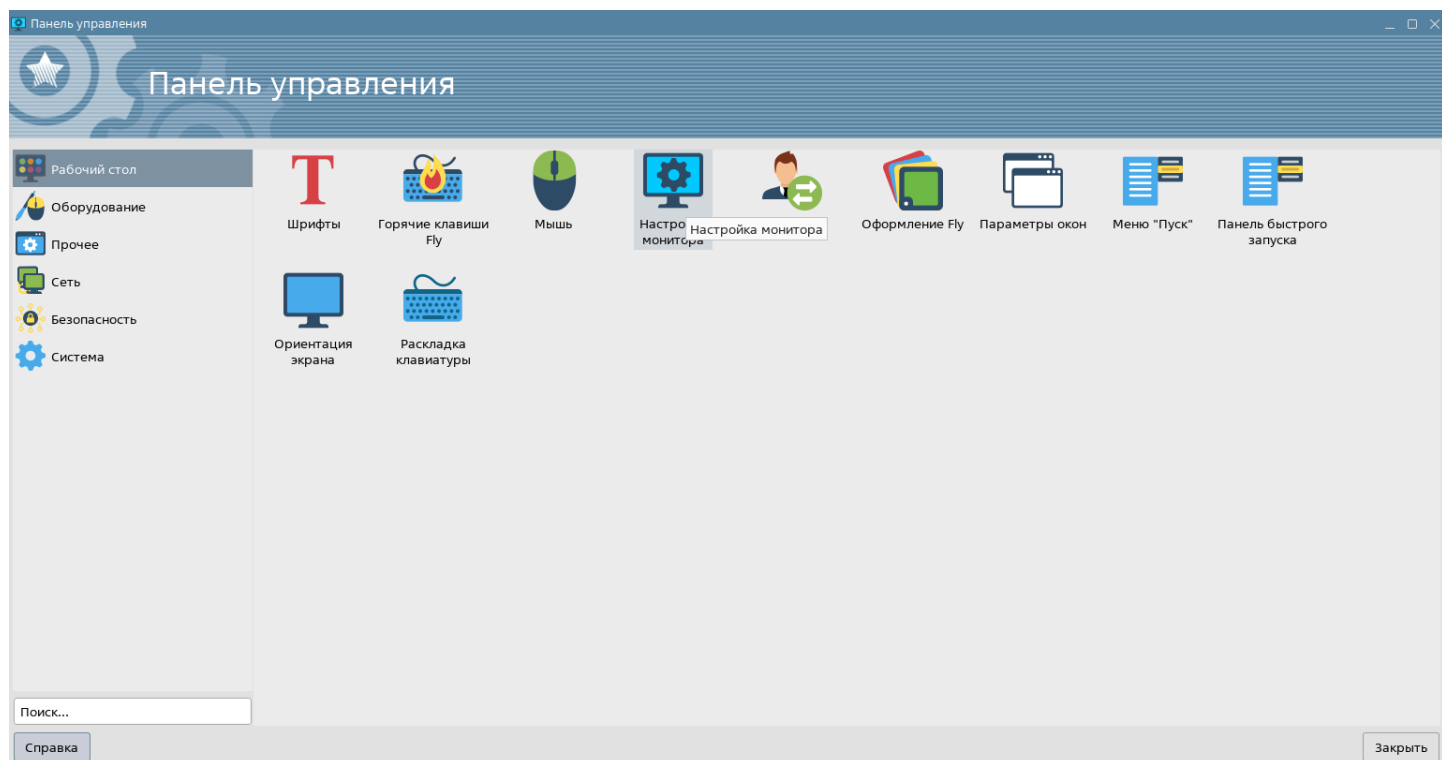 Панель управления
Панель управления
Рабочий стол
Оборудование
Прочее
Сеть
Безопасность
Система
Шрифты
Горячие клавиши
Fly
Мышь
Настро
монитора
Настройка монитора
Оформление Fly
Параметры окон
Меню "Пуск"
Панель быстрого
запуска
Ориентация
экрана
Раскладка
клавиатуры
Поиск...
Справка
Закрыть